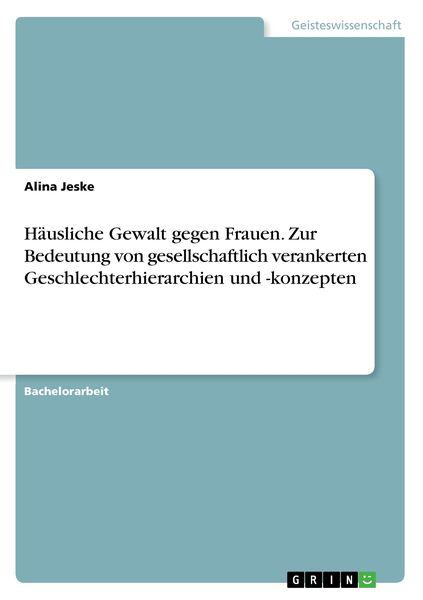 Geisteswissenschaft
Alina Jeske
Häusliche Gewalt gegen Frauen. Zur
Bedeutung von gesellschaftlich verankerten
Geschlechterhierarchien und -konzepten
Bachelorarbeit
GRIN